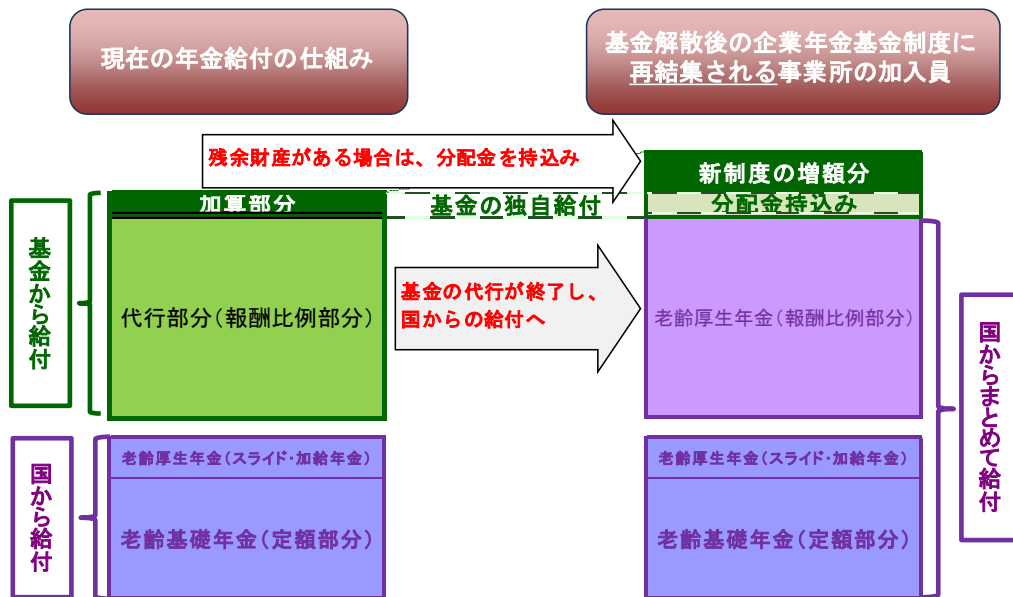 現在の年金給付の仕組み
基金解散後の企業年金基金制度に
再結集される事業所の加入員
残余財産がある場合は、分配金を持込み
新制度の増額分
加算部分
基金の独自給付
分配金持込み
基金から給付
代行部分（報酬比例部分）
基金の代行が終了し、
国からの給付へ
老齢厚生年金（報酬比例部分）
国からまとめて給付
国から給付
老齢厚生年金（スライド・加給年金）
老齢基礎年金（定額部分）
老齢厚生年金（スライド・加給年金）
老齢基礎年金（定額部分）